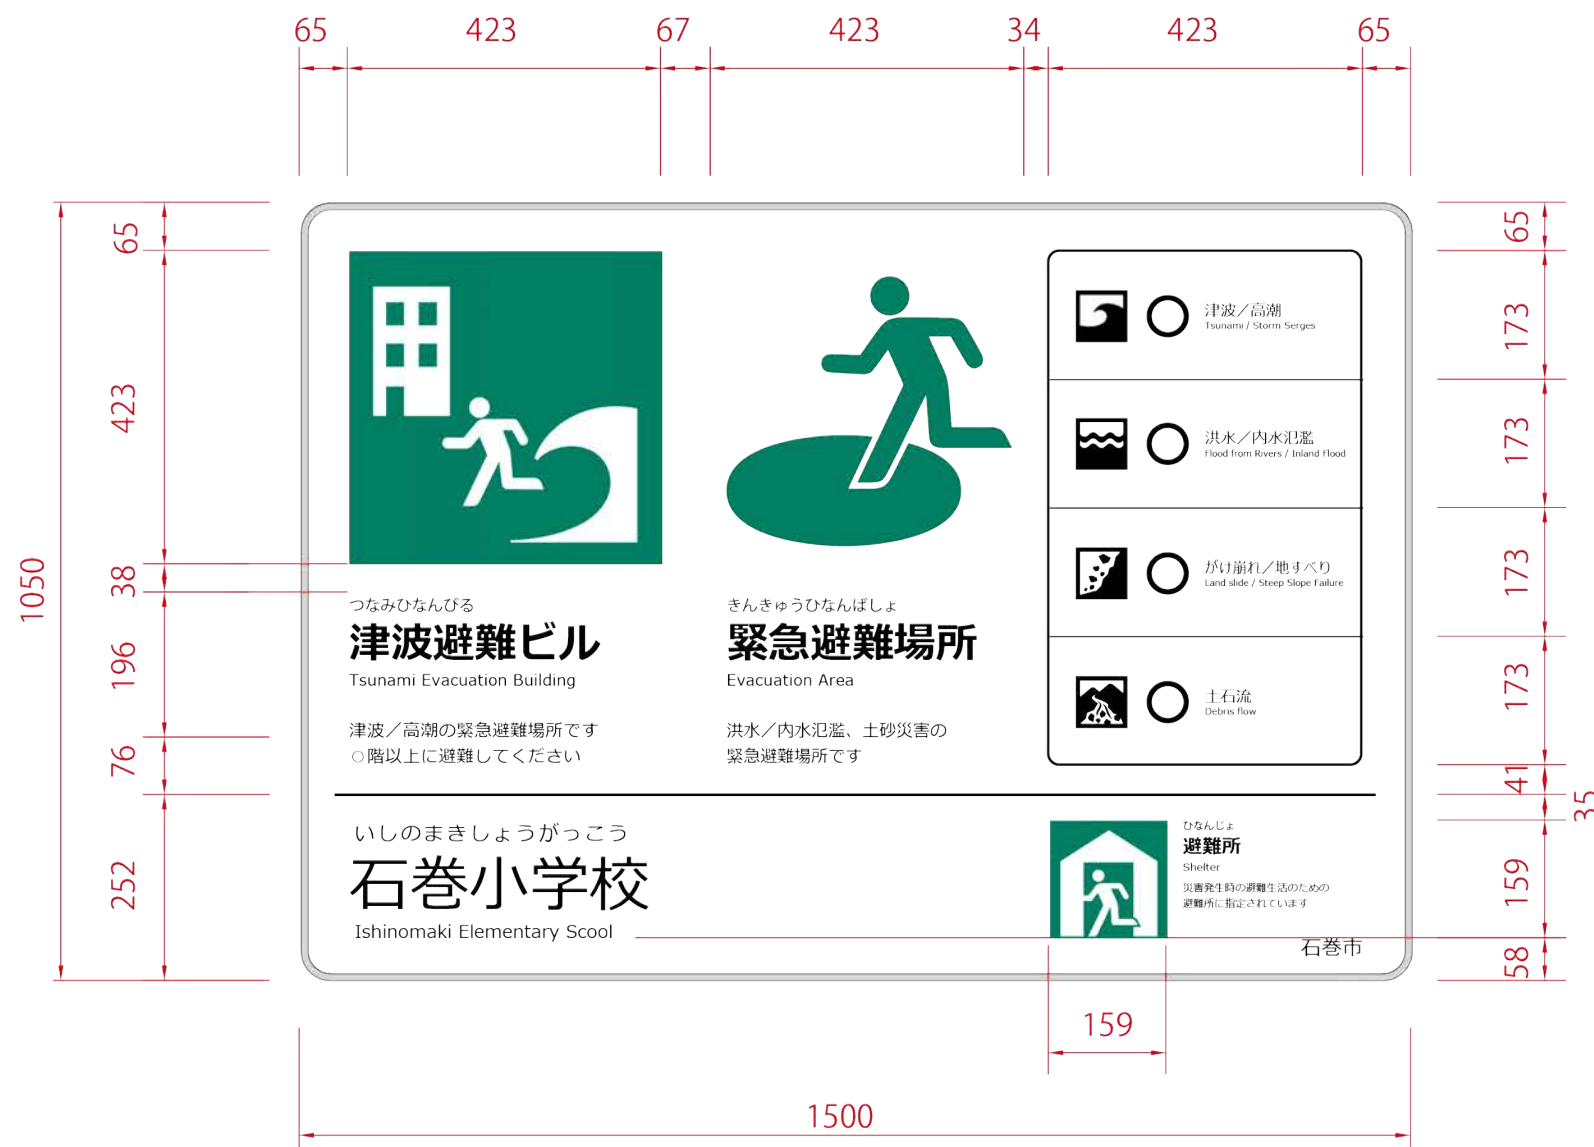 65
423
67
423
34
423
65
1050
65
423
38
196
76
252
65
173
173
173
173
41
35
159
58
津波／高潮
Tsunami / Storm Serges
洪水／内水氾濫
Flood from Rivers / Inland Flood
がけ崩れ／地すべり
Land slide / Steep Slope Failure
土石流
Debris flow
つなみひなんびる
津波避難ビル
Tsunami Evacuation Building
津波／高潮の緊急避難場所です
○階以上に避難してください
きんきゅうひなんばしょ
緊急避難場所
Evacuation Area
洪水／内水氾濫、土砂災害の
緊急避難場所です
いしのまきしょうがっこう
石巻小学校
Ishinomaki Elementary Scool
ひなんじょ
避難所
Shelter
災害発生時の避難生活のための
避難所に指定されています
石巻市
159
1500